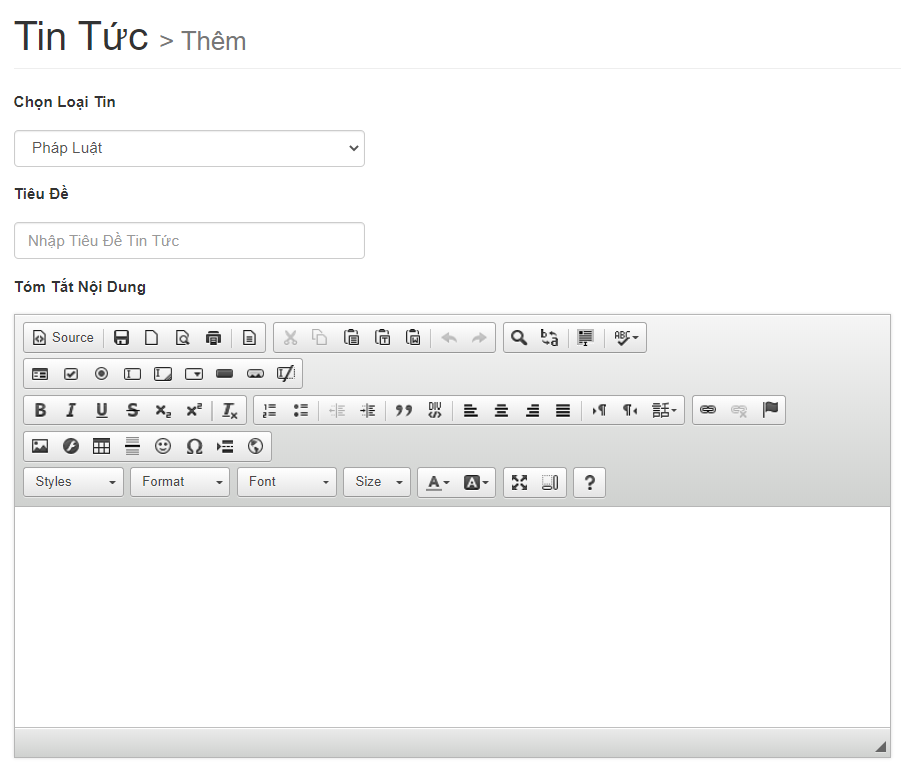 Tin Tức > Thêm
Chọn Loại Tin
Pháp Luật
Tiêu Đề
Nhập Tiêu Đề Tin Tức
Tóm Tắt Nội Dung
Source
Styles Format Font Size